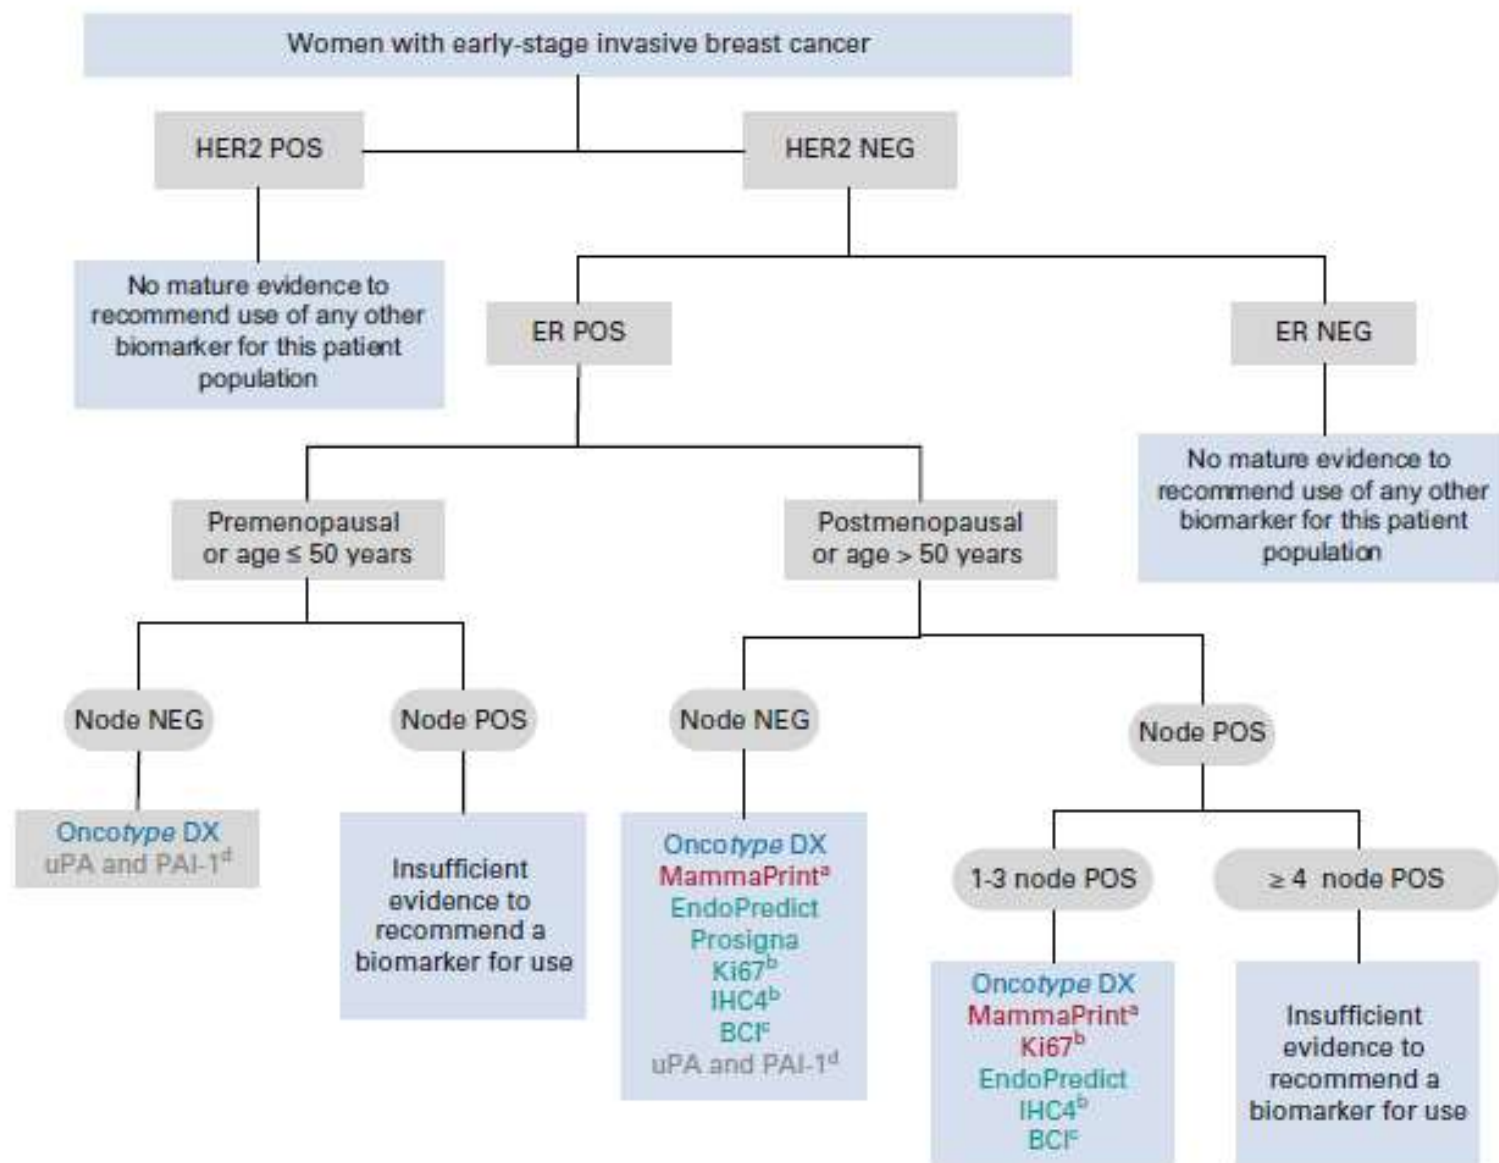 Women with early-stage invasive breast cancer
HER2 POS
HER2 NEG
No mature evidence to
recommend use of any other
biomarker for this patient
population
ER POS
ER NEG
No mature evidence to
recommend use of any other
biomarker for this patient
population
Premenopausal
or age ≤ 50 years
Postmenopausal
or age > 50 years
Node NEG
Node POS
Node NEG
Node POS
Oncotype DX
uPA and PAI-1ᵈ
Insufficient
evidence to
recommend a
biomarker for use
Oncotype DX
MammaPrintᵃ
EndoPredict
Prosigna
Ki67ᵇ
IHC4ᵇ
BCIᶜ
uPA and PAI-1ᵈ
1-3 node POS
≥ 4 node POS
Oncotype DX
MammaPrintᵃ
Ki67ᵇ
EndoPredict
IHC4ᵇ
BCIᶜ
Insufficient
evidence to
recommend a
biomarker for use